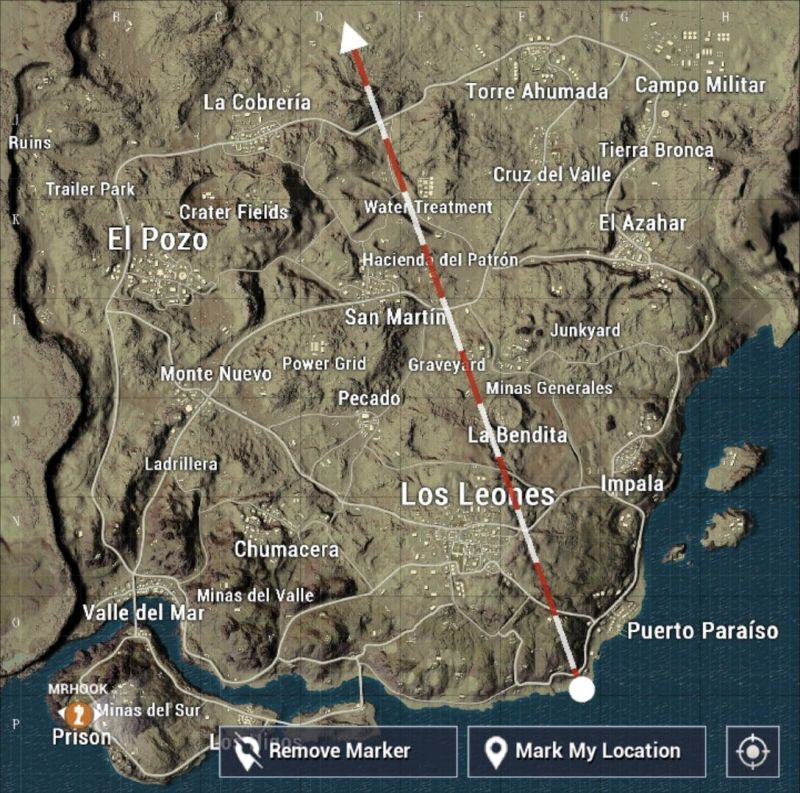 B
C
D
E
F
G
H
La Cobrería
Torre Ahumada
Campo Militar
J
Ruins
Tierra Bronca
Cruz del Valle
Trailer Park
K
Crater Fields
Water Treatment
El Azahar
El Pozo
Hacienda del Patrón
L
San Martín
Junkyard
Power Grid
Graveyard
Monte Nuevo
Minas Generales
Pecado
M
La Bendita
Ladrillera
Los Leones
Impala
N
Chumacera
Minas del Valle
Valle del Mar
O
Puerto Paraíso
MRHOOK
2
Minas del Sur
P
Prison
Los Higos
Remove Marker
Mark My Location